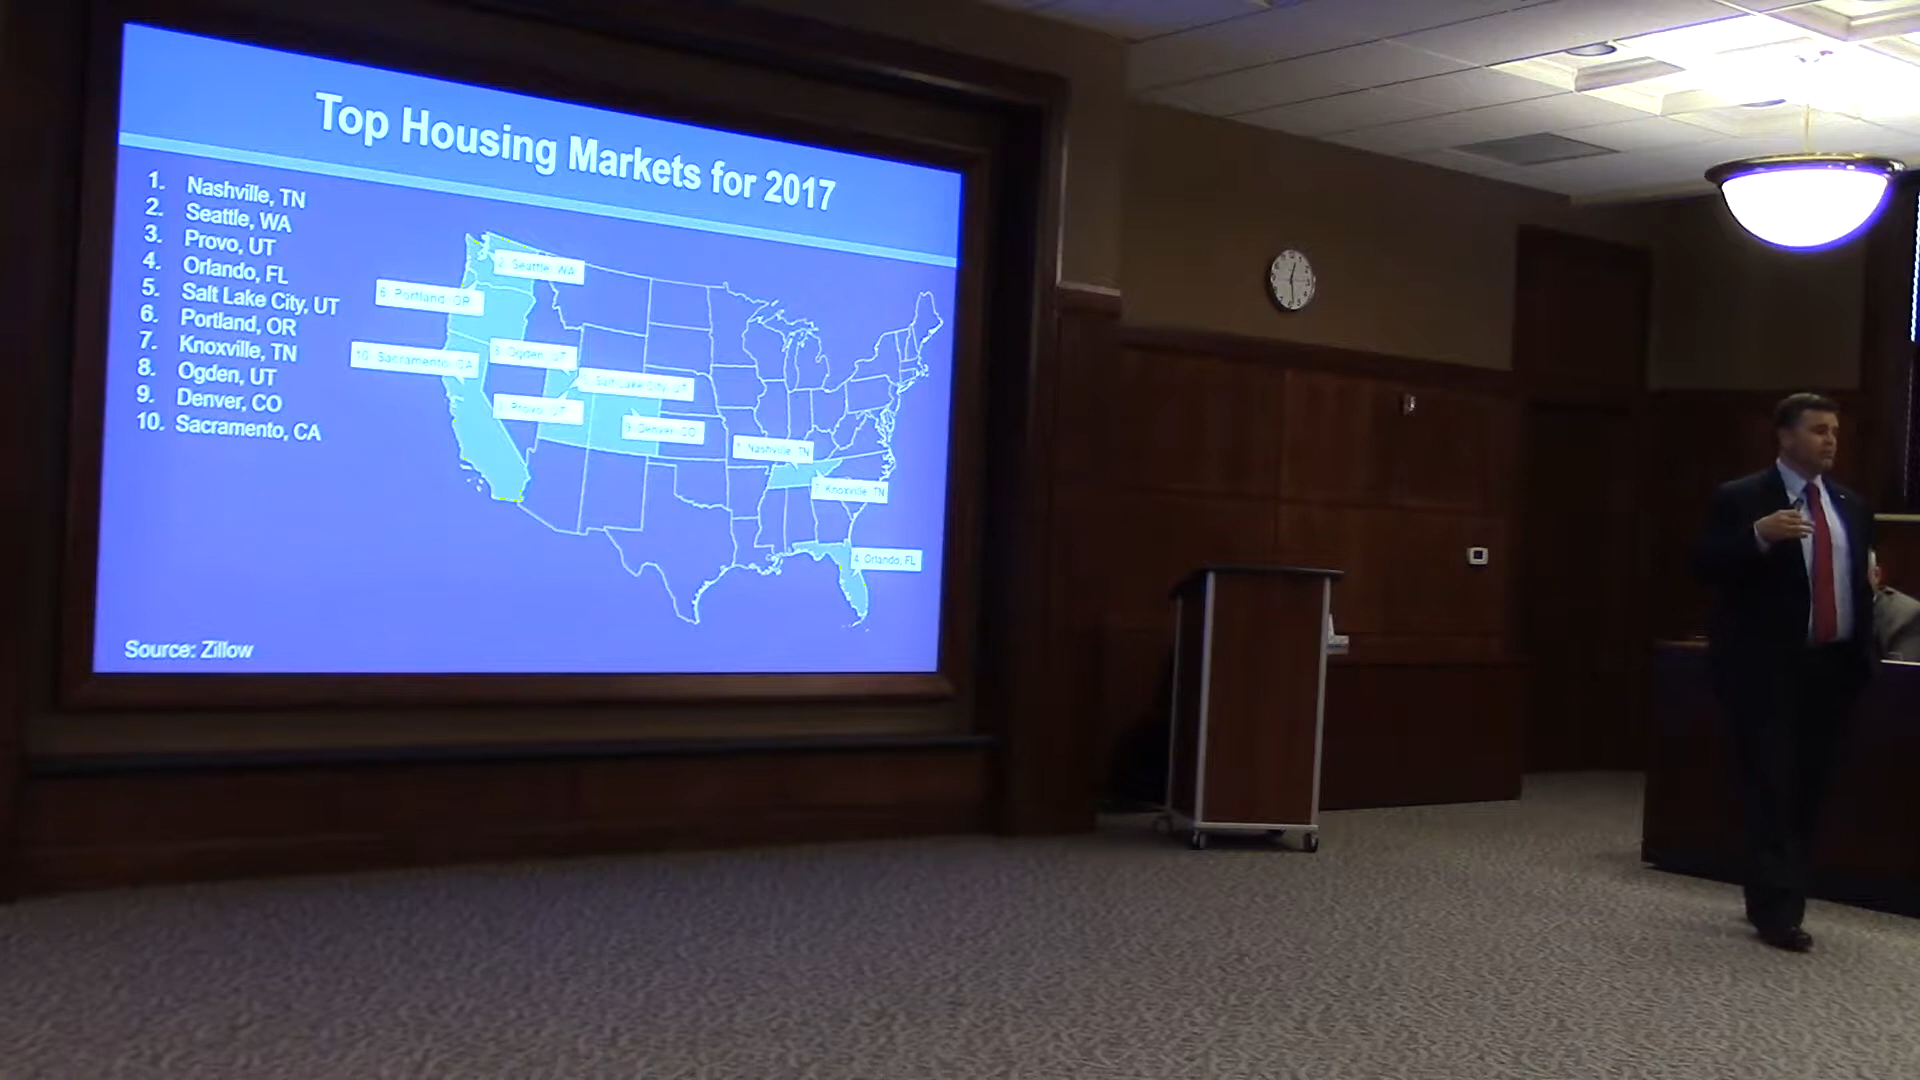 Top Housing Markets for 2017
1. Nashville, TN
2. Seattle, WA
3. Provo, UT
4. Orlando, FL
5. Salt Lake City, UT
6. Portland, OR
7. Knoxville, TN
8. Ogden, UT
9. Denver, CO
10. Sacramento, CA
2. Seattle, WA
6. Portland, OR
10. Sacramento, CA
8. Ogden, UT
Salt Lake City, UT
3. Provo, UT
9. Denver, CO
1. Nashville, TN
7. Knoxville, TN
4. Orlando, FL
Source: Zillow